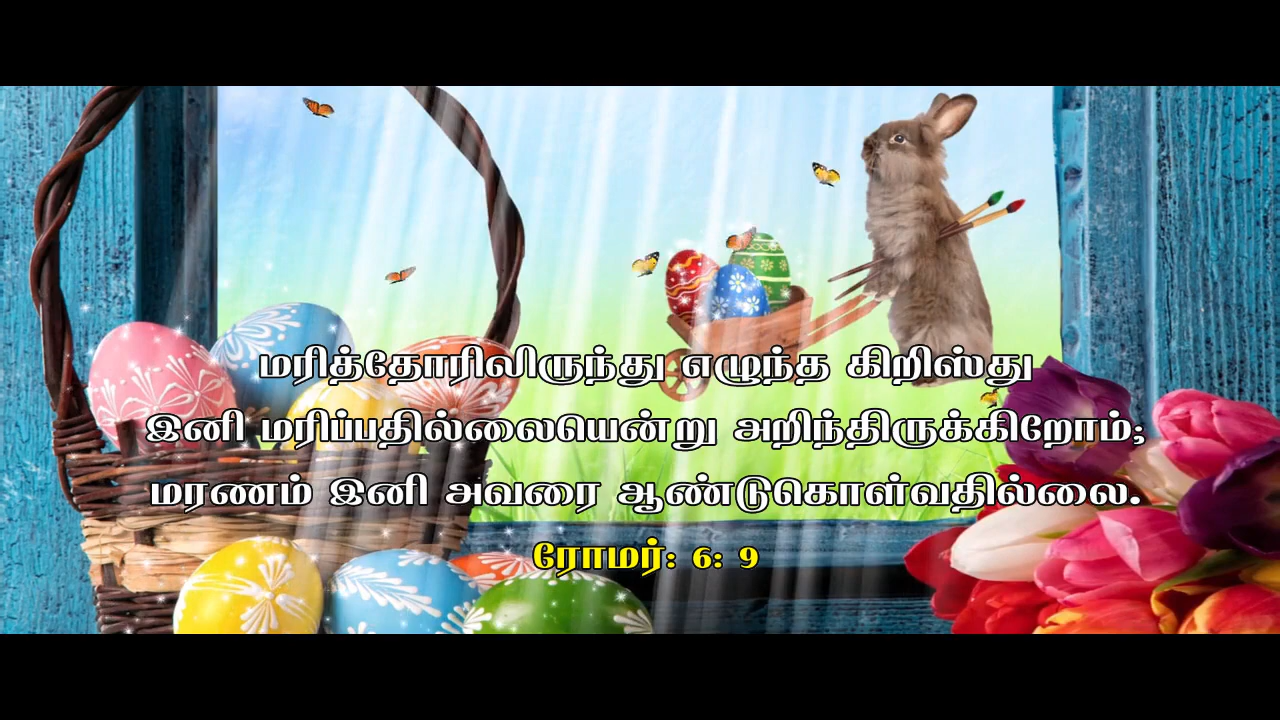 மரித்தோரிலிருந்து எழுந்த கிறிஸ்து
இனி மரிப்பதில்லையென்று அறிந்திருக்கிறோம்;
மரணம் இனி அவரை ஆண்டுகொள்வதில்லை.
ரோமர்: 6: 9